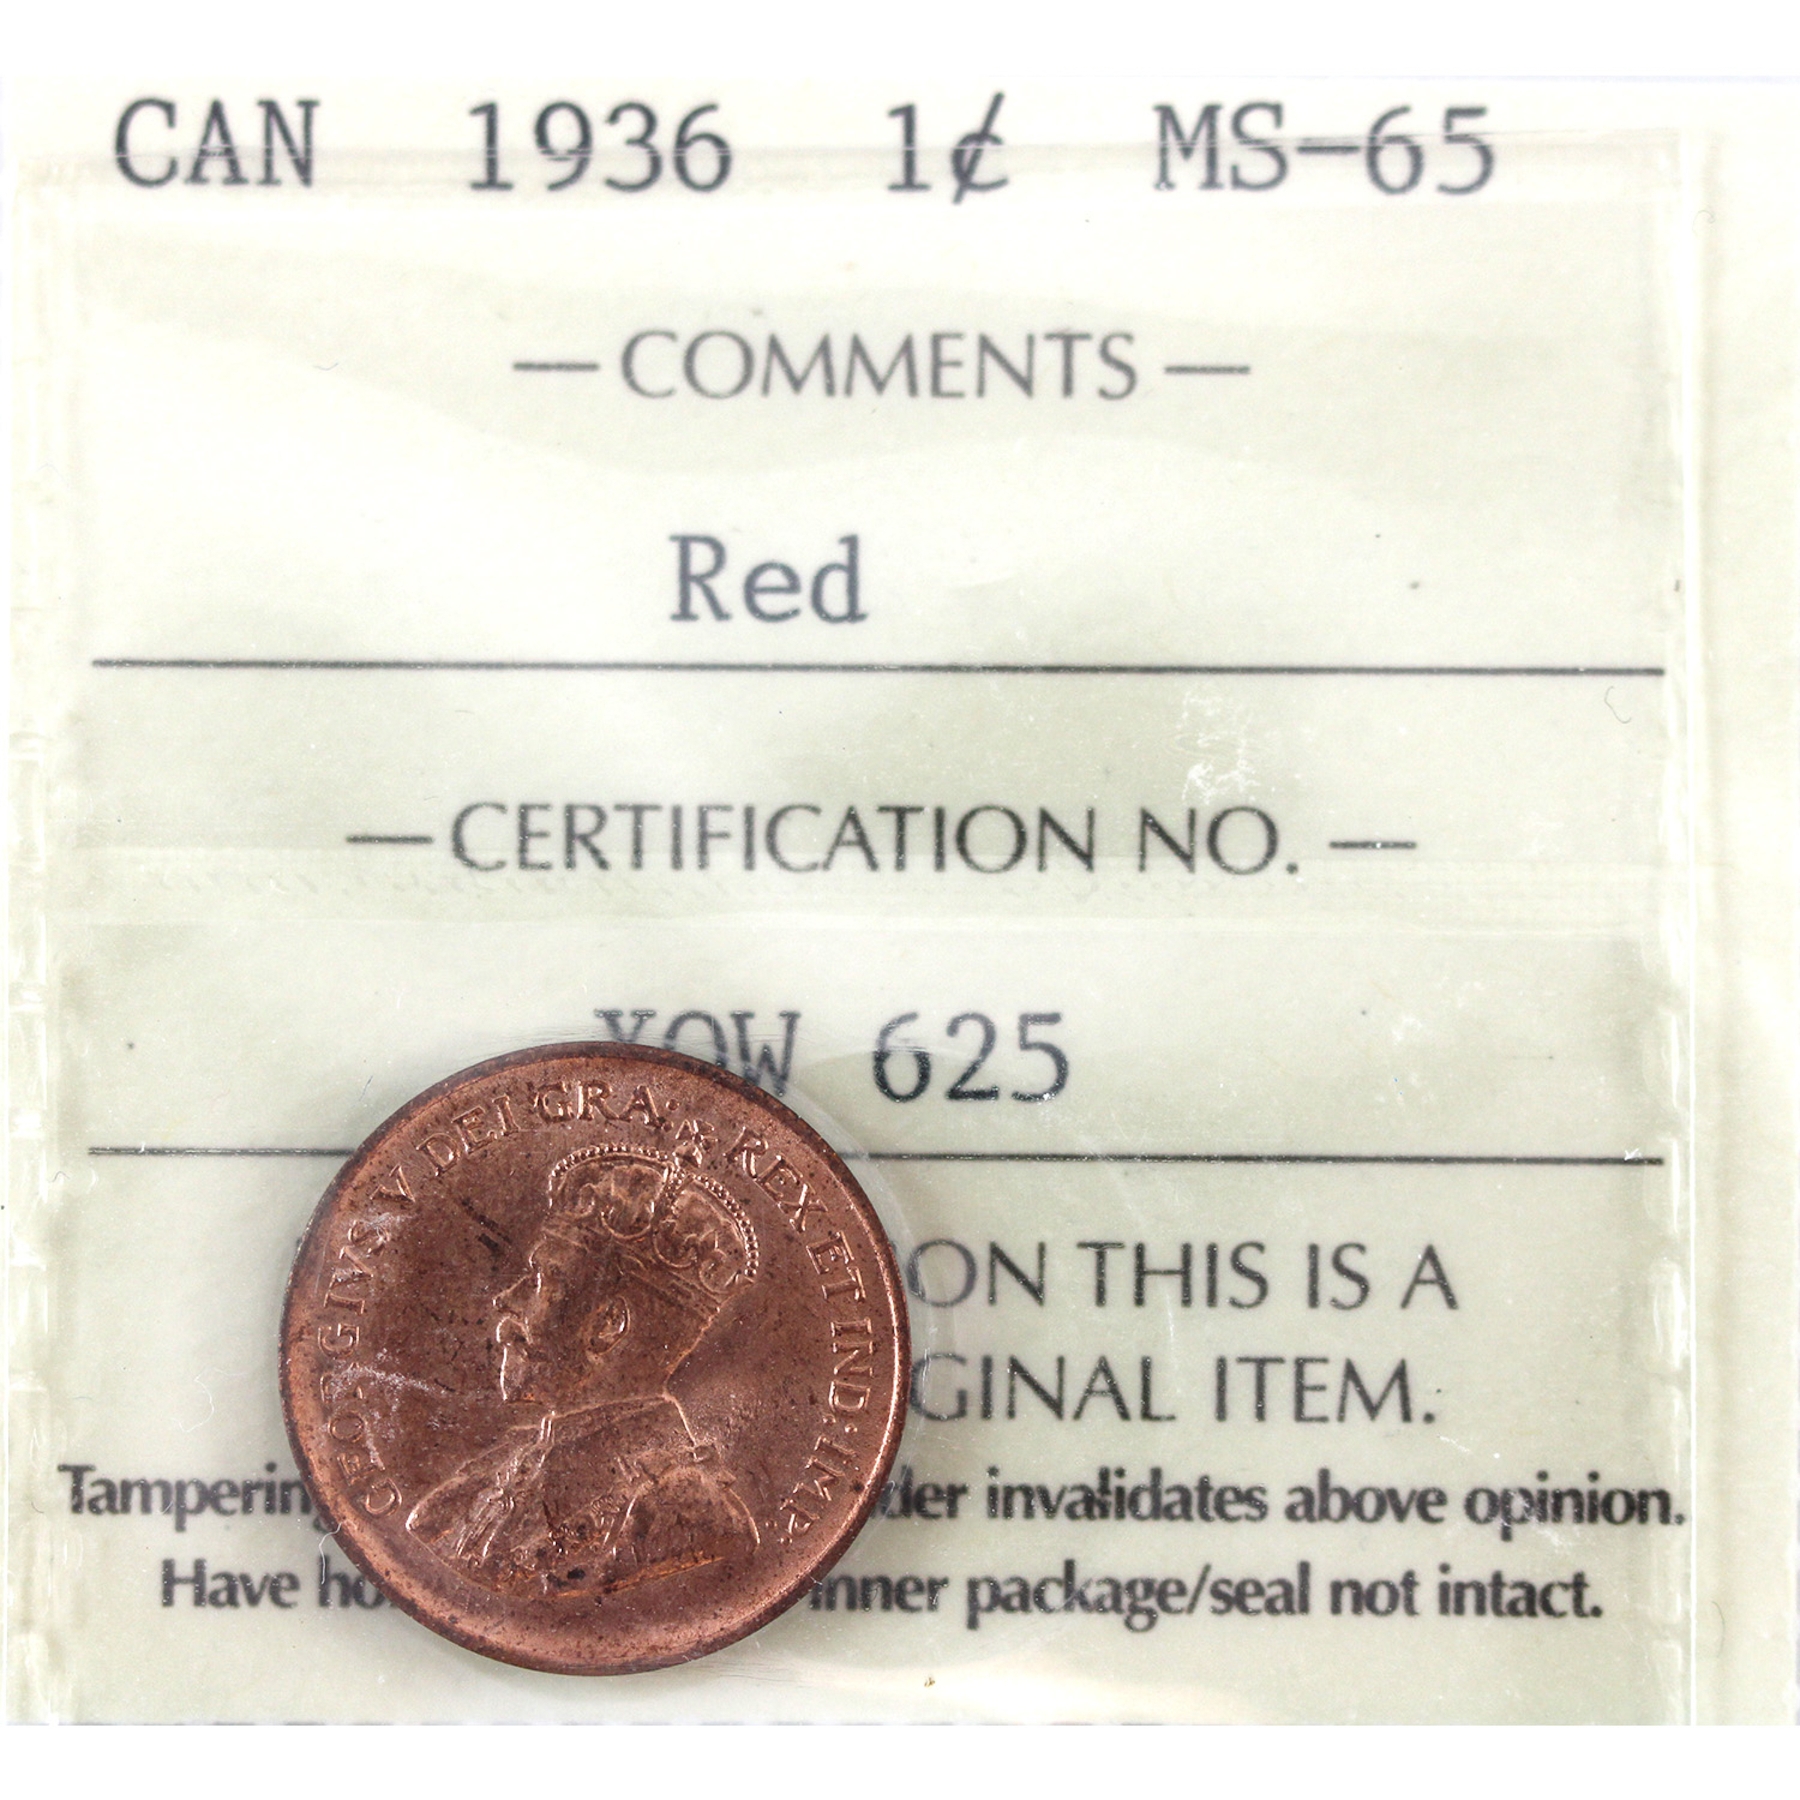 CAN 1936 1¢ MS-65
— COMMENTS —
Red
— CERTIFICATION NO. —
XOW 625
GEORGIVS V DEI GRA: REX ET IND: IMP:
ON THIS IS A
GINAL ITEM.
Tampering der invalidates above opinion.
Have ho inner package/seal not intact.